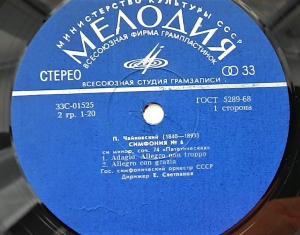 МИНИСТЕРСТВО КУЛЬТУРЫ СССР
МЕЛОДИЯ
ВСЕСОЮЗНАЯ ФИРМА ГРАМПЛАСТИНОК
СТЕРЕО
33
ВСЕСОЮЗНАЯ СТУДИЯ ГРАМЗАПИСИ
33С-01525
ГОСТ 5289-68
2 гр. 1-20
1 сторона
П. Чайковский (1840—1893)
СИМФОНИЯ № 6
си минор, соч. 74 «Патетическая»
1. Adagio. Allegro non troppo
2. Allegro con grazia
Гос. симфонический оркестр СССР
Дирижер Е. Светланов